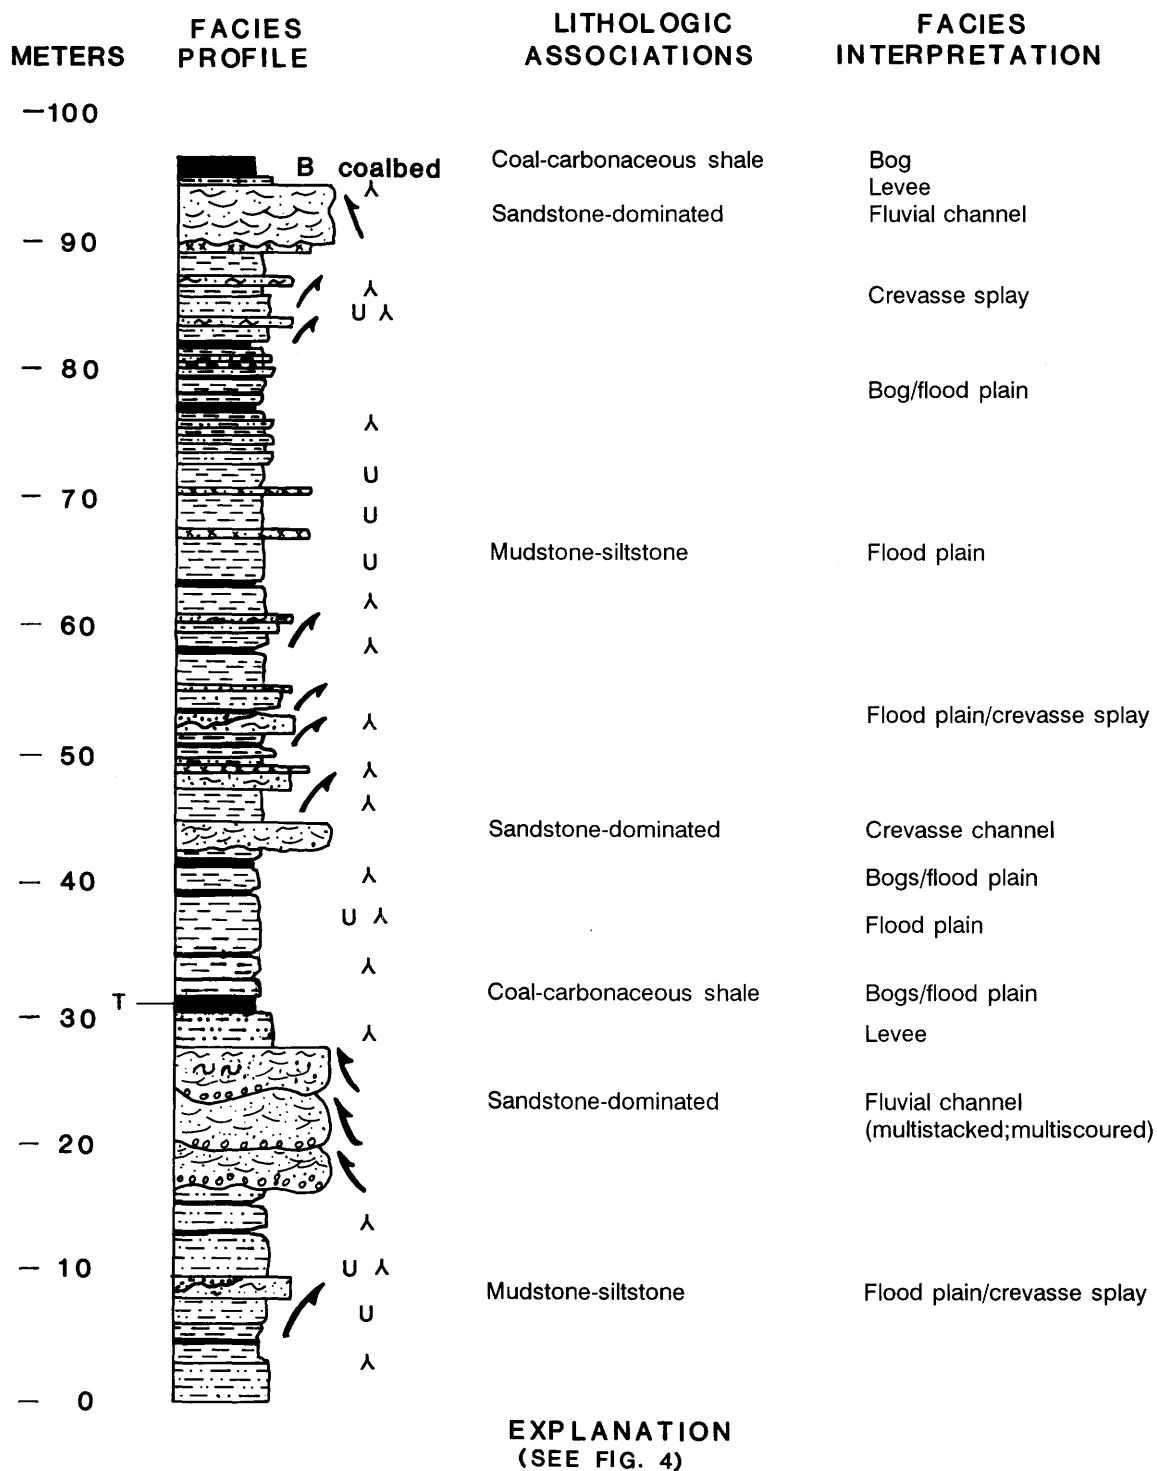 METERS
FACIES
PROFILE
LITHOLOGIC
ASSOCIATIONS
FACIES
INTERPRETATION
100
B coalbed
Coal-carbonaceous shale
Bog
Levee
Sandstone-dominated
Fluvial channel
90
Crevasse splay
U
80
Bog/flood plain
U
70
U
Mudstone-siltstone
Flood plain
U
60
Flood plain/crevasse splay
50
Sandstone-dominated
Crevasse channel
40
Bogs/flood plain
U
Flood plain
T
Coal-carbonaceous shale
Bogs/flood plain
30
Levee
Sandstone-dominated
Fluvial channel
(multistacked;multiscoured)
20
10
U
Mudstone-siltstone
Flood plain/crevasse splay
U
0
EXPLANATION
(SEE FIG. 4)